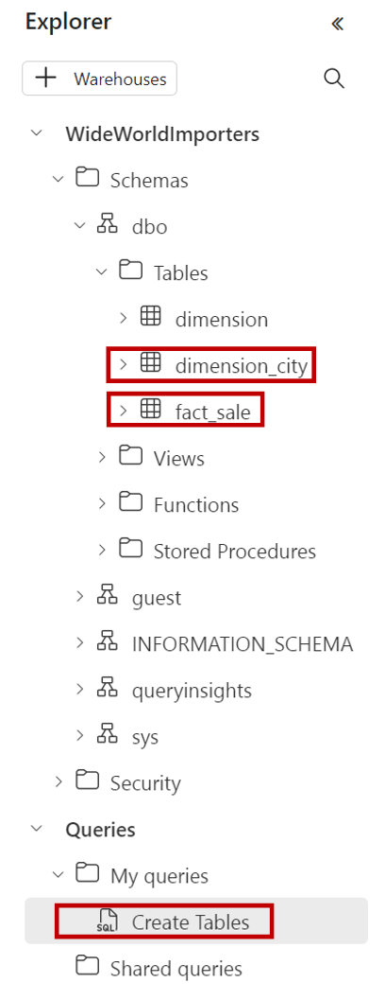 Explorer
Warehouses
WideWorldImporters
Schemas
dbo
Tables
dimension
dimension_city
fact_sale
Views
Functions
Stored Procedures
guest
INFORMATION_SCHEMA
queryinsights
sys
Security
Queries
My queries
SQL Create Tables
Shared queries